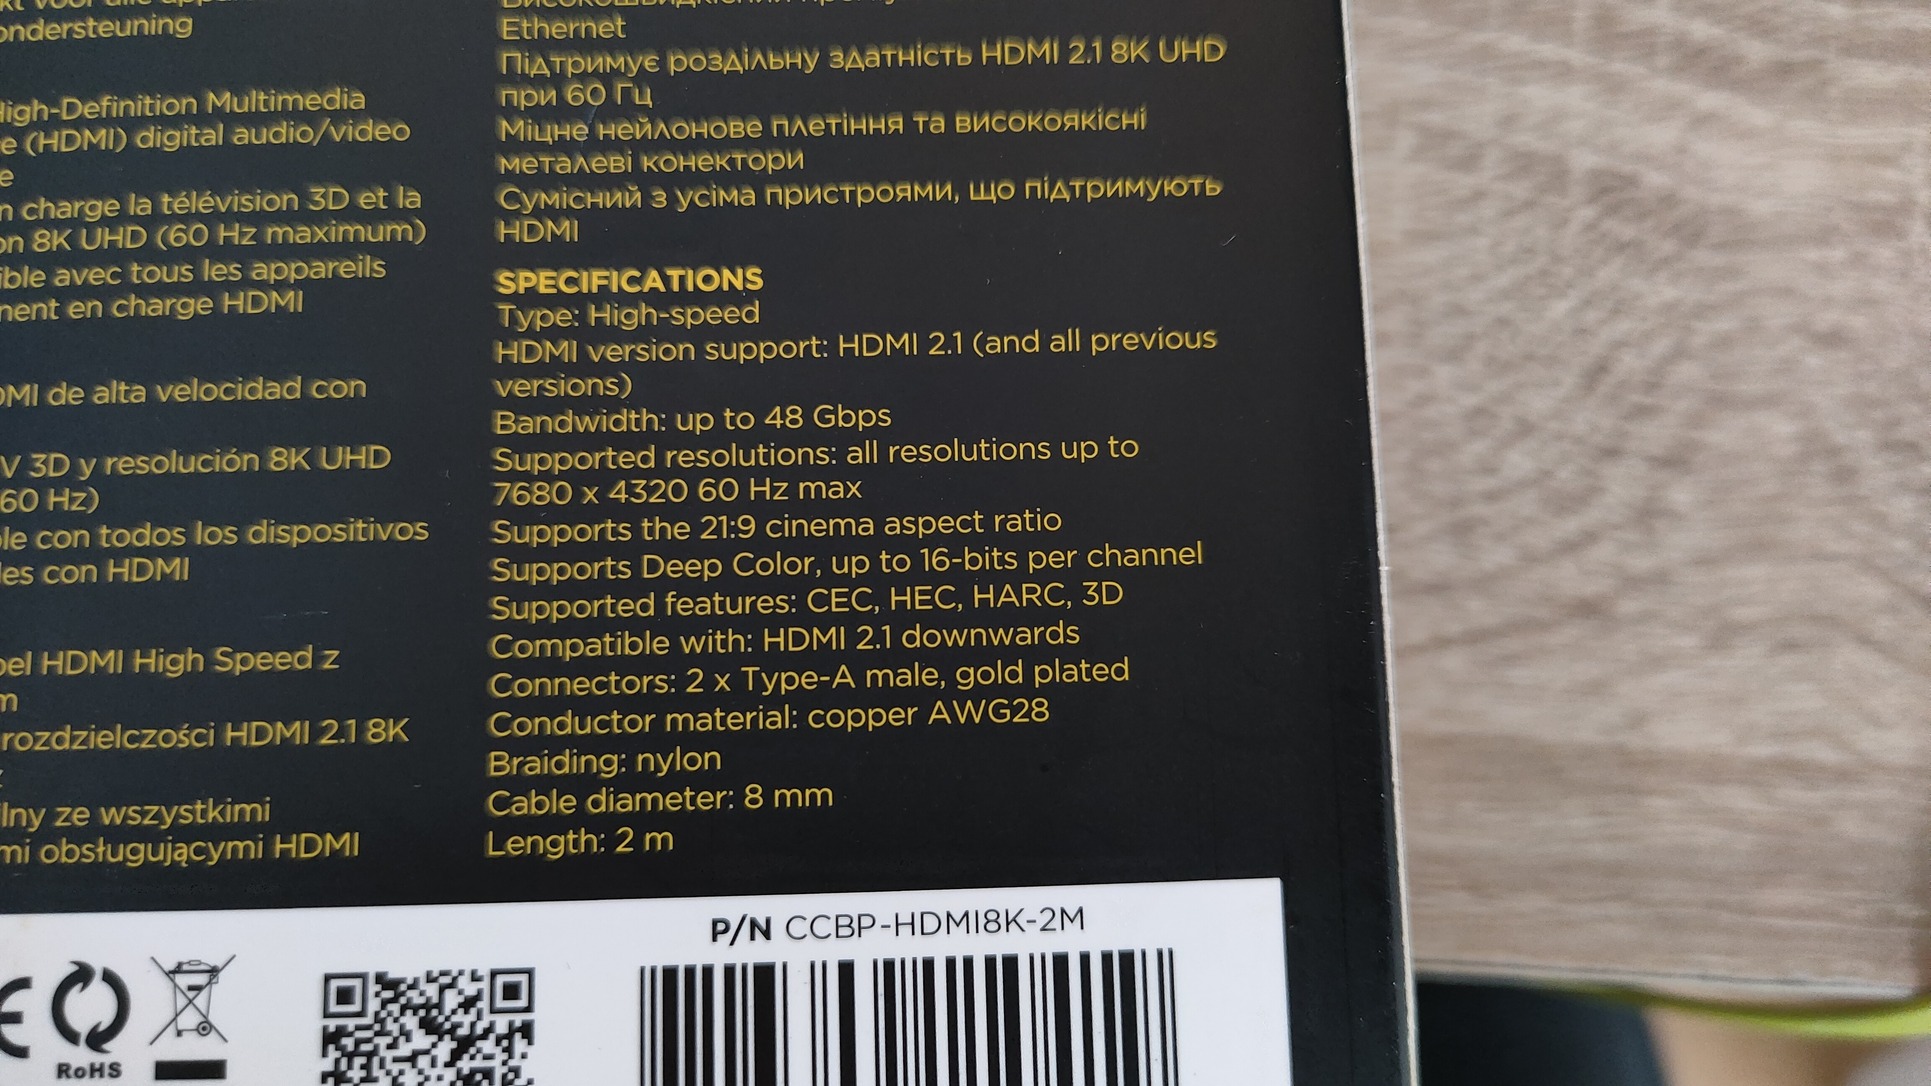 ondersteuning
High-Definition Multimedia
e (HDMI) digital audio/video
e
n charge la télévision 3D et la
on 8K UHD (60 Hz maximum)
ible avec tous les appareils
nent en charge HDMI
DMI de alta velocidad con
V 3D y resolución 8K UHD
60 Hz)
le con todos los dispositivos
les con HDMI
bel HDMI High Speed z
m
rozdzielczości HDMI 2.1 8K
z
lny ze wszystkimi
mi obsługującymi HDMI
Ethernet
Підтримує роздільну здатність HDMI 2.1 8K UHD
при 60 Гц
Міцне нейлонове плетіння та високоякісні
металеві конектори
Сумісний з усіма пристроями, що підтримують
HDMI
SPECIFICATIONS
Type: High-speed
HDMI version support: HDMI 2.1 (and all previous
versions)
Bandwidth: up to 48 Gbps
Supported resolutions: all resolutions up to
7680 x 4320 60 Hz max
Supports the 21:9 cinema aspect ratio
Supports Deep Color, up to 16-bits per channel
Supported features: CEC, HEC, HARC, 3D
Compatible with: HDMI 2.1 downwards
Connectors: 2 x Type-A male, gold plated
Conductor material: copper AWG28
Braiding: nylon
Cable diameter: 8 mm
Length: 2 m
P/N CCBP-HDMI8K-2M
CE
RoHS